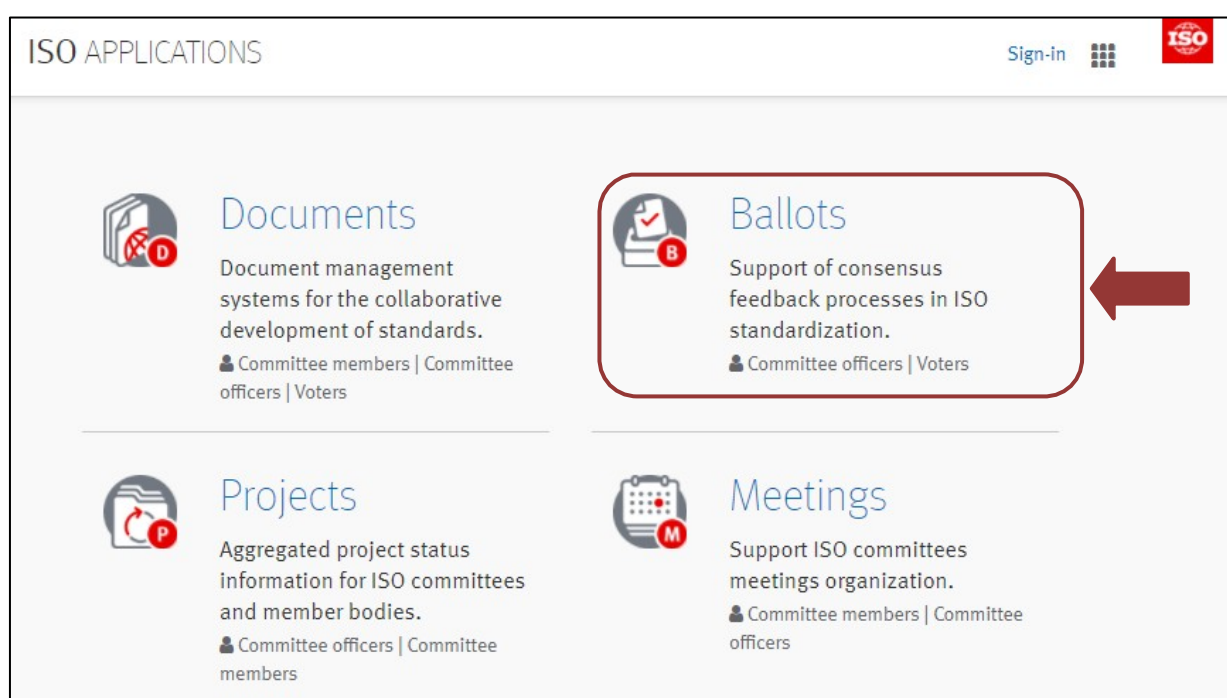 ISO APPLICATIONS
Sign-in
ISO
Documents
D
Document management
systems for the collaborative
development of standards.
Committee members | Committee
officers | Voters
Ballots
B
Support of consensus
feedback processes in ISO
standardization.
Committee officers | Voters
Projects
P
Aggregated project status
information for ISO committees
and member bodies.
Committee officers | Committee
members
Meetings
M
Support ISO committees
meetings organization.
Committee members | Committee
officers